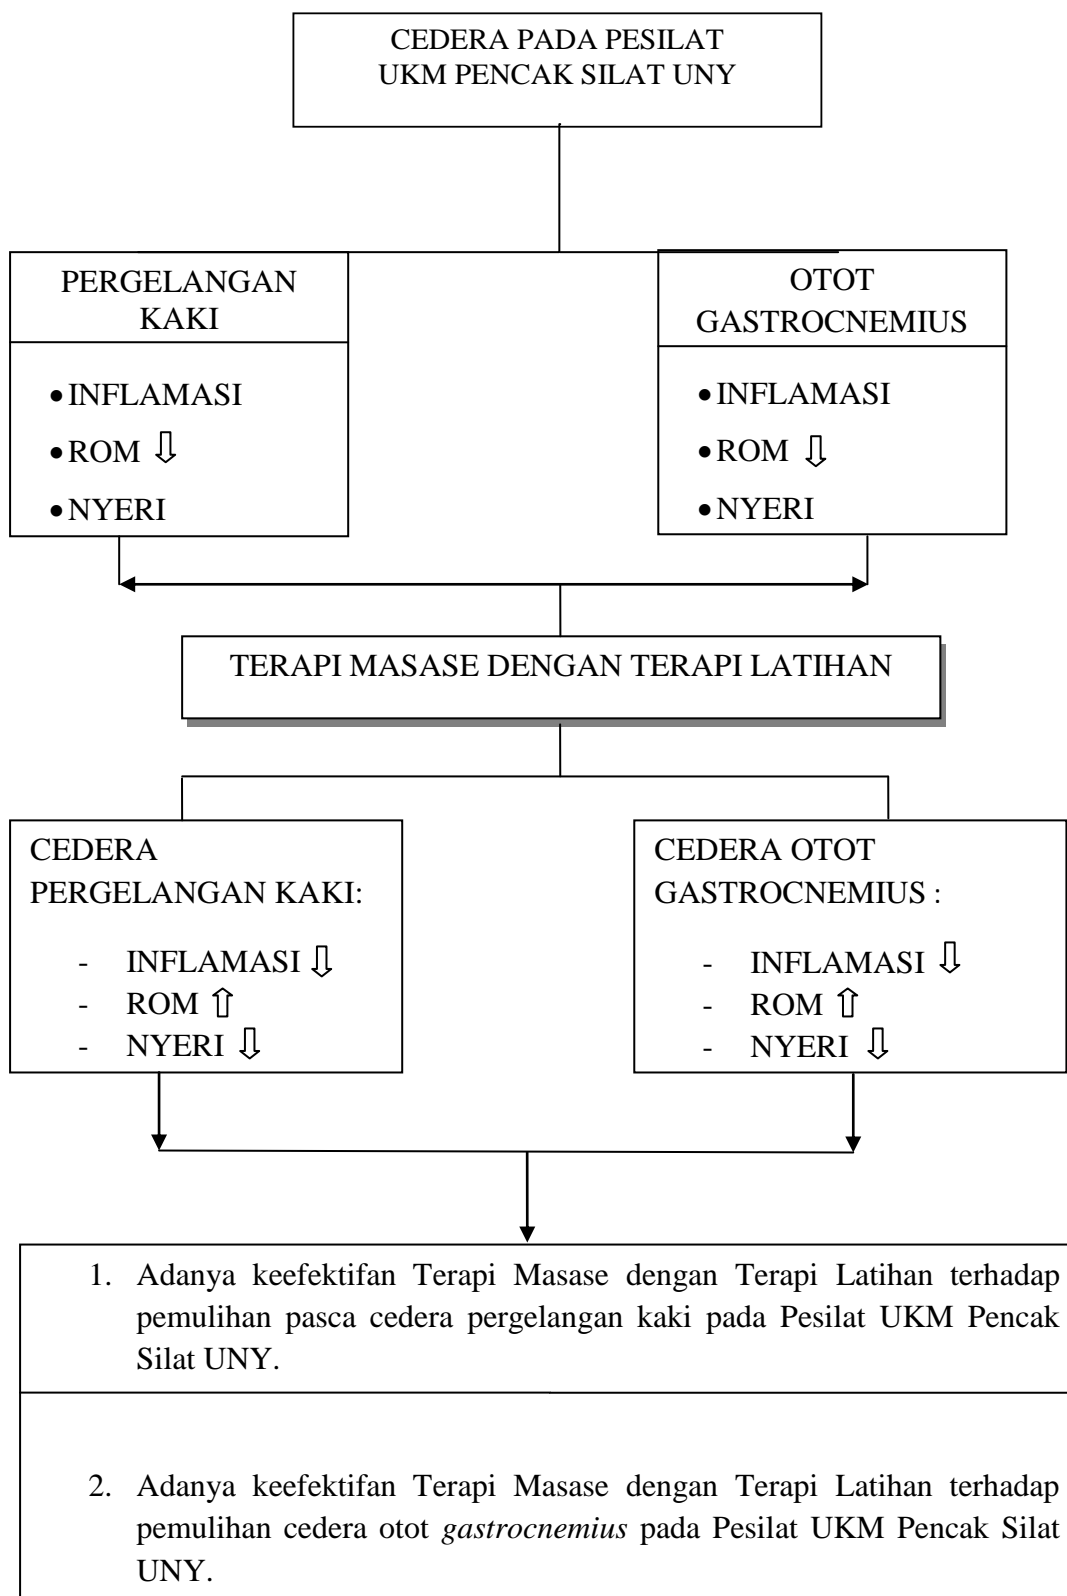 CEDERA PADA PESILAT
UKM PENCAK SILAT UNY
PERGELANGAN
KAKI
• INFLAMASI
• ROM ⇩
• NYERI
OTOT
GASTROCNEMIUS
• INFLAMASI
• ROM ⇩
• NYERI
TERAPI MASASE DENGAN TERAPI LATIHAN
CEDERA
PERGELANGAN KAKI:
- INFLAMASI ⇩
- ROM ⇧
- NYERI ⇩
CEDERA OTOT
GASTROCNEMIUS :
- INFLAMASI ⇩
- ROM ⇧
- NYERI ⇩
1. Adanya keefektifan Terapi Masase dengan Terapi Latihan terhadap
pemulihan pasca cedera pergelangan kaki pada Pesilat UKM Pencak
Silat UNY.
2. Adanya keefektifan Terapi Masase dengan Terapi Latihan terhadap
pemulihan cedera otot gastrocnemius pada Pesilat UKM Pencak Silat
UNY.